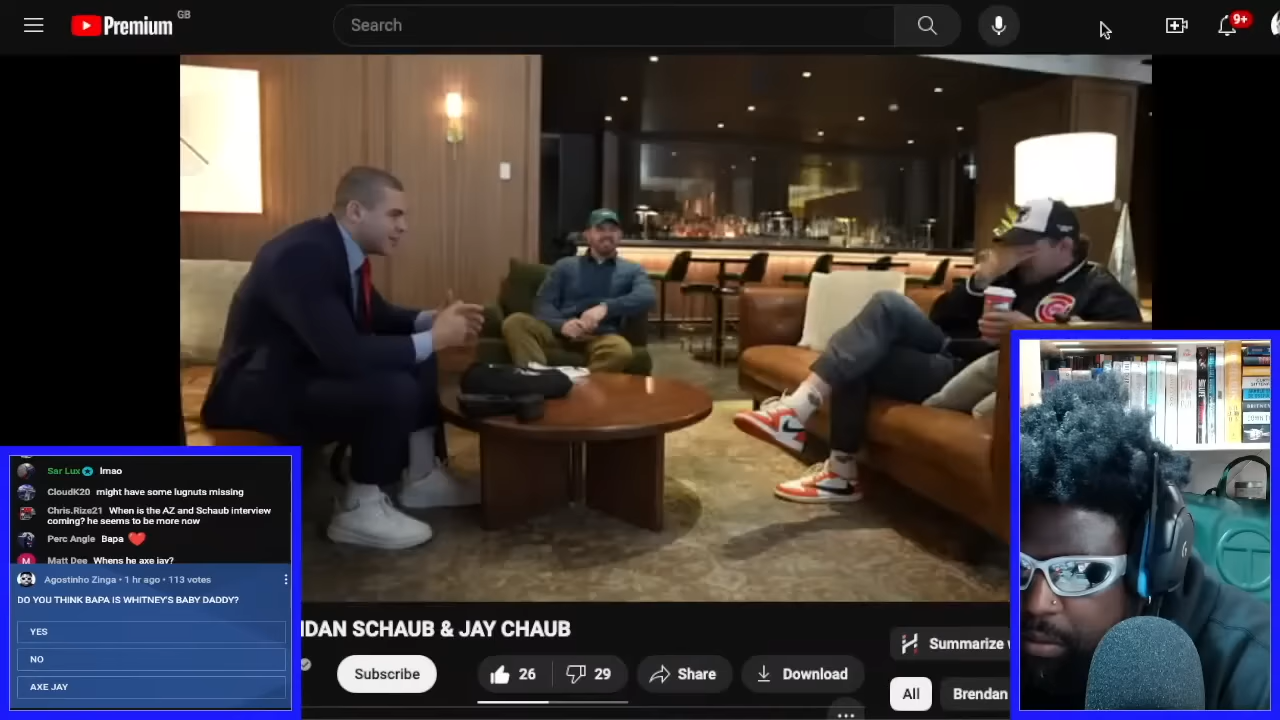 Premium GB
Search
9+
Sar Lux lmao
CloudK20 might have some lugnuts missing
Chris.Rize21 When is the AZ and Schaub interview
coming? he seems to be more now
Perc Angle Bapa
M Matt Dee Whens he axe jay?
Agostinho Zinga • 1 hr ago • 113 votes
DO YOU THINK BAPA IS WHITNEY'S BABY DADDY?
YES
NO
AXE JAY
IDAN SCHAUB & JAY CHAUB
Subscribe
26
29
Share
Download
Summarize
All
Brendan